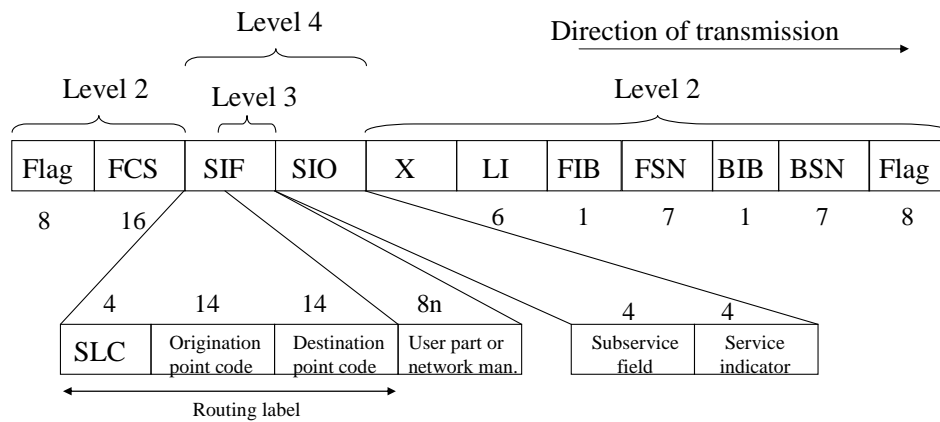 Level 4
Direction of transmission
Level 2
Level 3
Level 2
Flag FCS SIF SIO X LI FIB FSN BIB BSN Flag
8 16 6 1 7 1 7 8
4 14 14 8n 4 4
SLC
Origination
point code
Destination
point code
User part or
network man.
Subservice
field
Service
indicator
Routing label